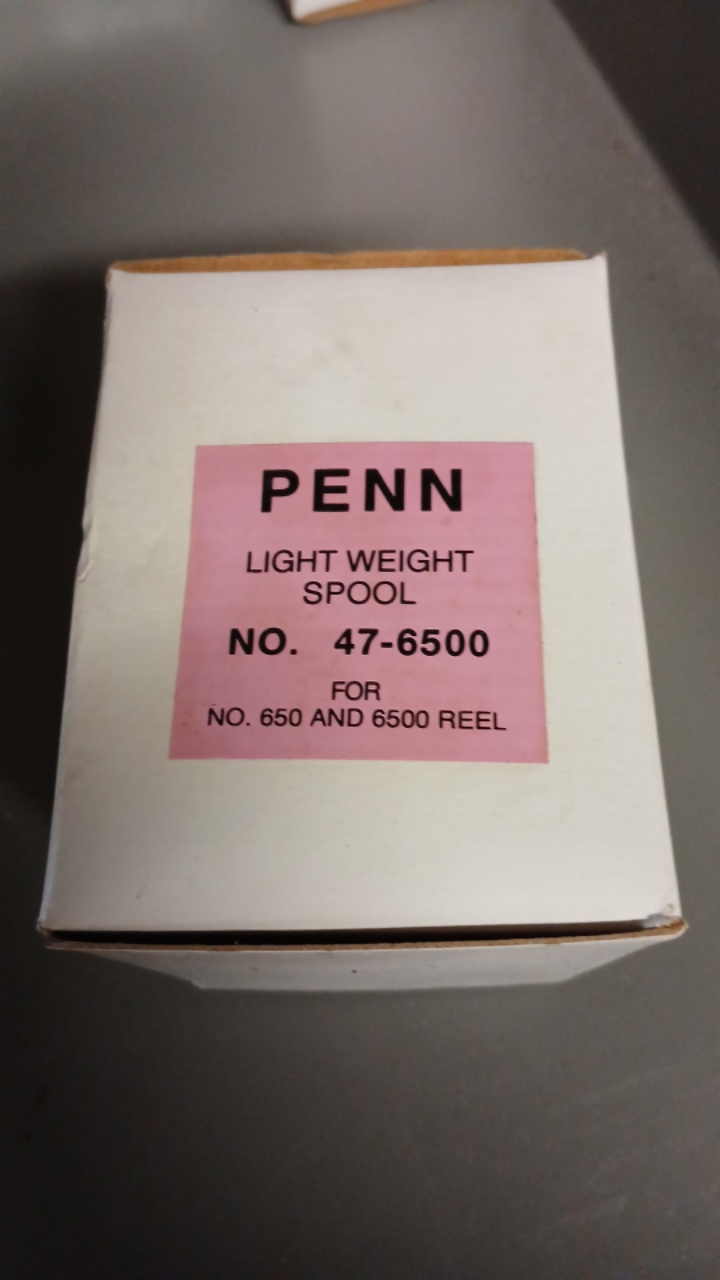 PENN
LIGHT WEIGHT
SPOOL
NO. 47-6500
FOR
NO. 650 AND 6500 REEL